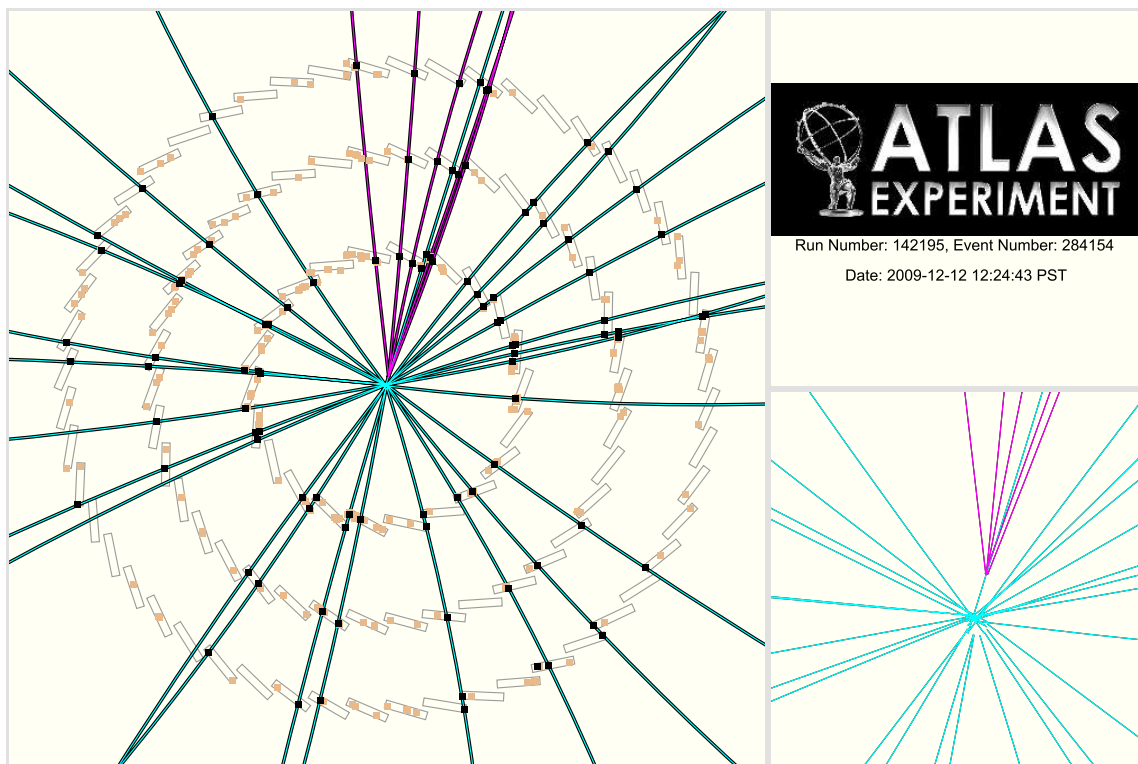 ATLAS
EXPERIMENT
Run Number: 142195, Event Number: 284154
Date: 2009-12-12 12:24:43 PST